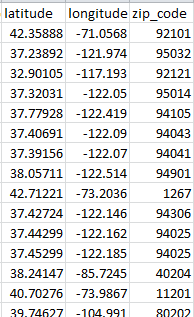 latitude longitude zip_code
42.35888 -71.0568 92101
37.23892 -121.974 95032
32.90105 -117.193 92121
37.32031 -122.05 95014
37.77928 -122.419 94105
37.40691 -122.09 94043
37.39156 -122.07 94041
38.05711 -122.514 94901
42.71221 -73.2036 1267
37.42724 -122.146 94306
37.44299 -122.162 94025
37.45299 -122.185 94025
38.24147 -85.7245 40204
40.70276 -73.9867 11201
39.74627 -104.991 80202